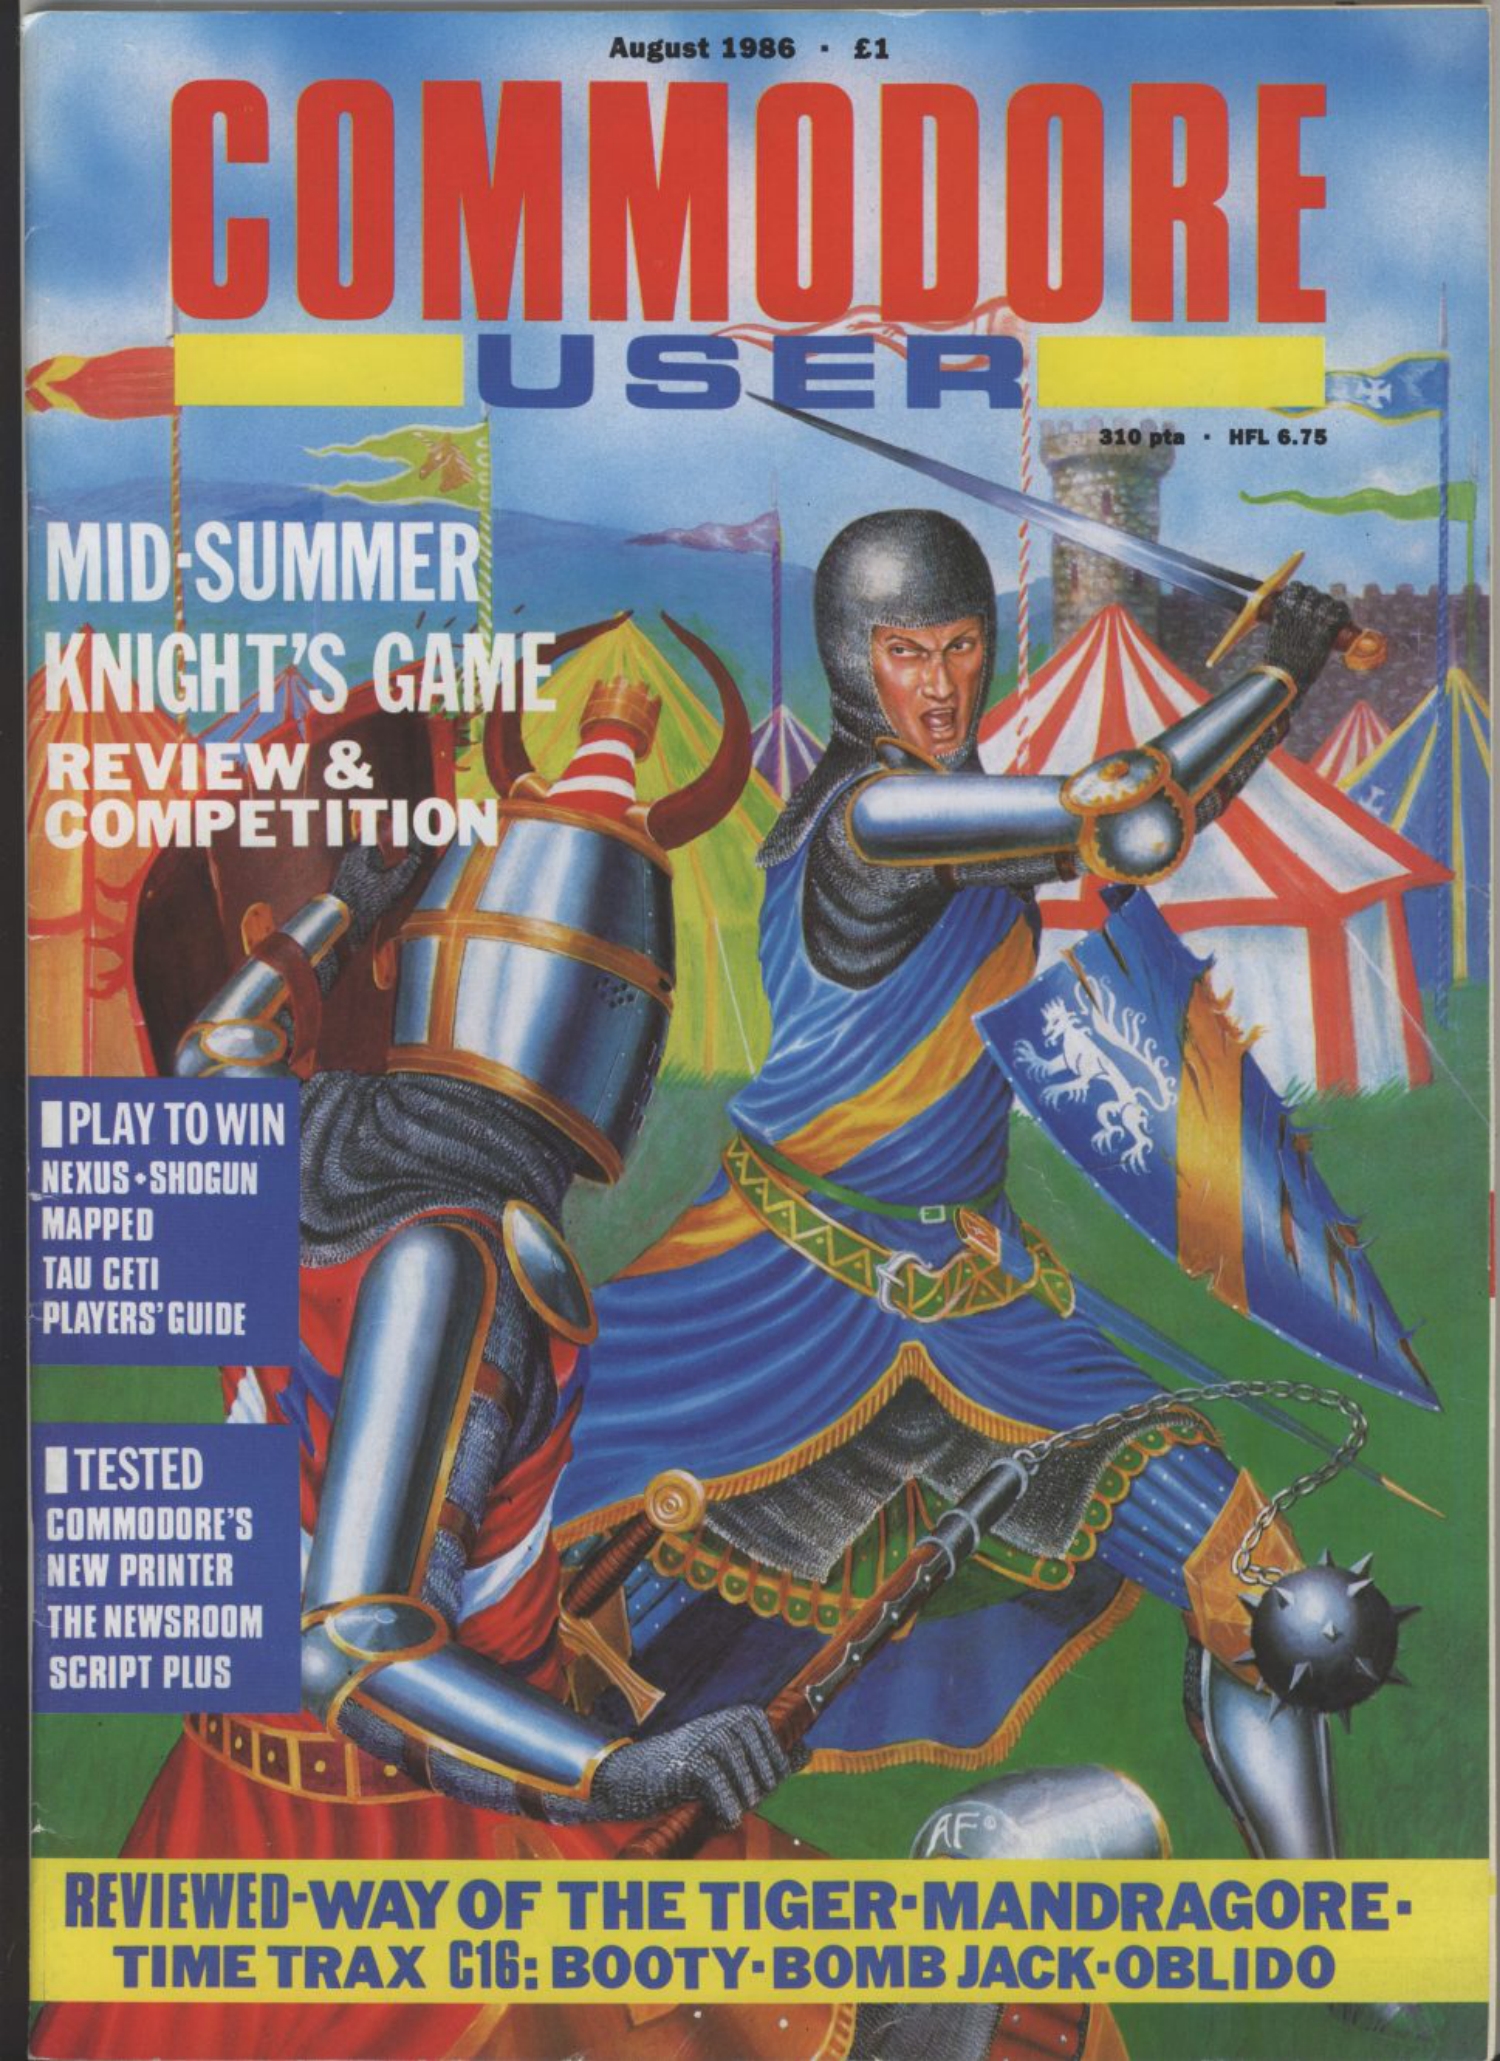 August 1986 · £1
COMMODORE
USER
310 pta · HFL 6.75
MID-SUMMER
KNIGHT'S GAME
REVIEW &
COMPETITION
PLAY TO WIN
NEXUS•SHOGUN
MAPPED
TAU CETI
PLAYERS' GUIDE
TESTED
COMMODORE'S
NEW PRINTER
THE NEWSROOM
SCRIPT PLUS
AF©
REVIEWED-WAY OF THE TIGER·MANDRAGORE·
TIME TRAX C16: BOOTY·BOMB JACK·OBLIDO